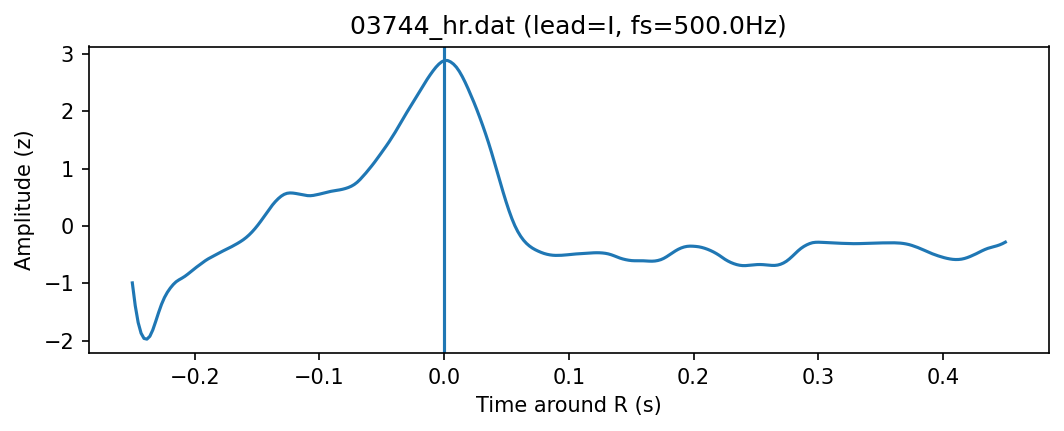 03744_hr.dat (lead=I, fs=500.0Hz)
3
2
1
0
−1
−2
Amplitude (z)
−0.2 −0.1 0.0 0.1 0.2 0.3 0.4
Time around R (s)